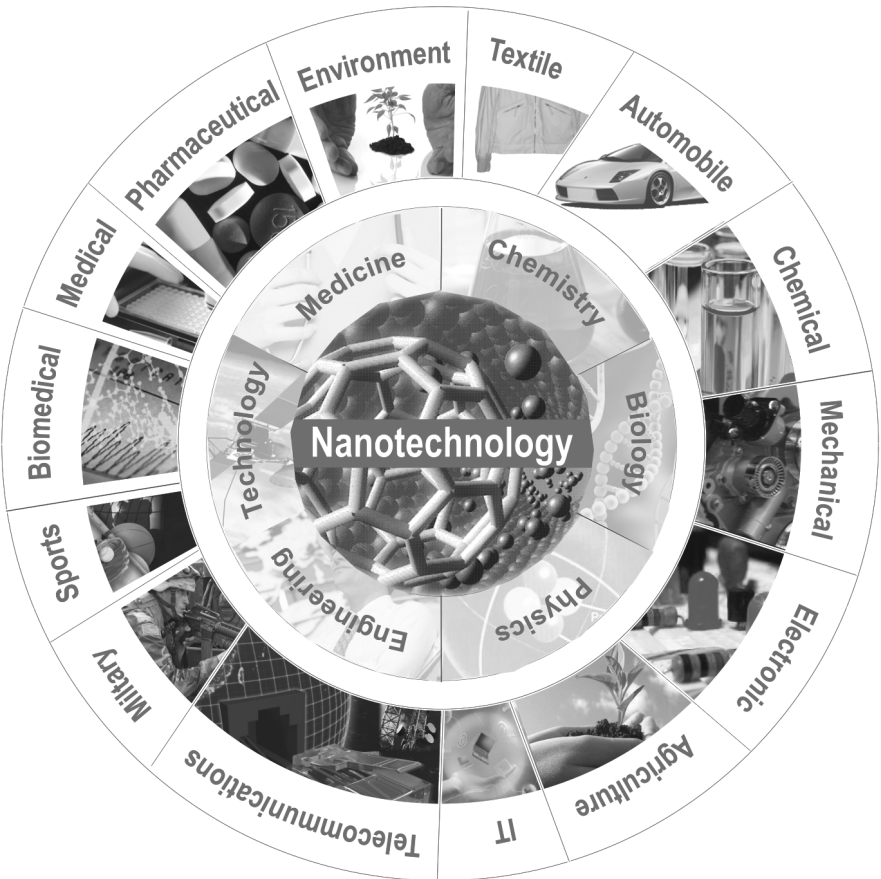 Environment
Textile
Automobile
Chemical
Mechanical
Electronic
Agriculture
IT
Telecommunications
Military
Sports
Biomedical
Medical
Pharmaceutical
Medicine
Chemistry
Biology
Physics
Engineering
Technology
Nanotechnology